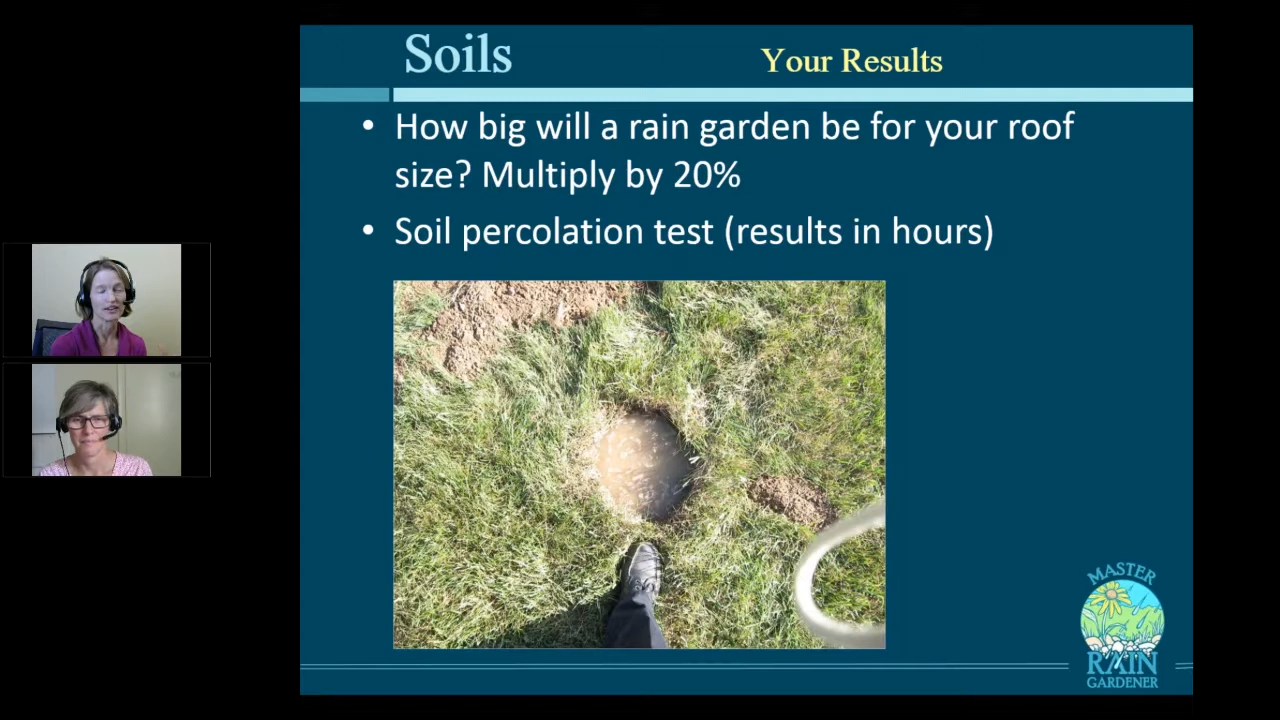 Soils
Your Results
• How big will a rain garden be for your roof
size? Multiply by 20%
• Soil percolation test (results in hours)
MASTER
RAIN
GARDENER